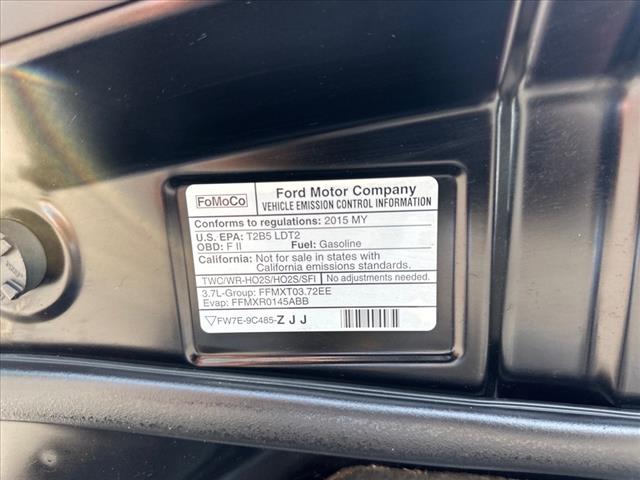 FoMoCo
Ford Motor Company
VEHICLE EMISSION CONTROL INFORMATION
Conforms to regulations: 2015 MY
U.S. EPA: T2B5 LDT2
OBD: F II Fuel: Gasoline
California: Not for sale in states with
California emissions standards.
TWC/WR-HO2S/HO2S/SFI No adjustments needed.
3.7L-Group: FFMXT03.72EE
Evap: FFMXR0145ABB
FW7E-9C485-ZJJ